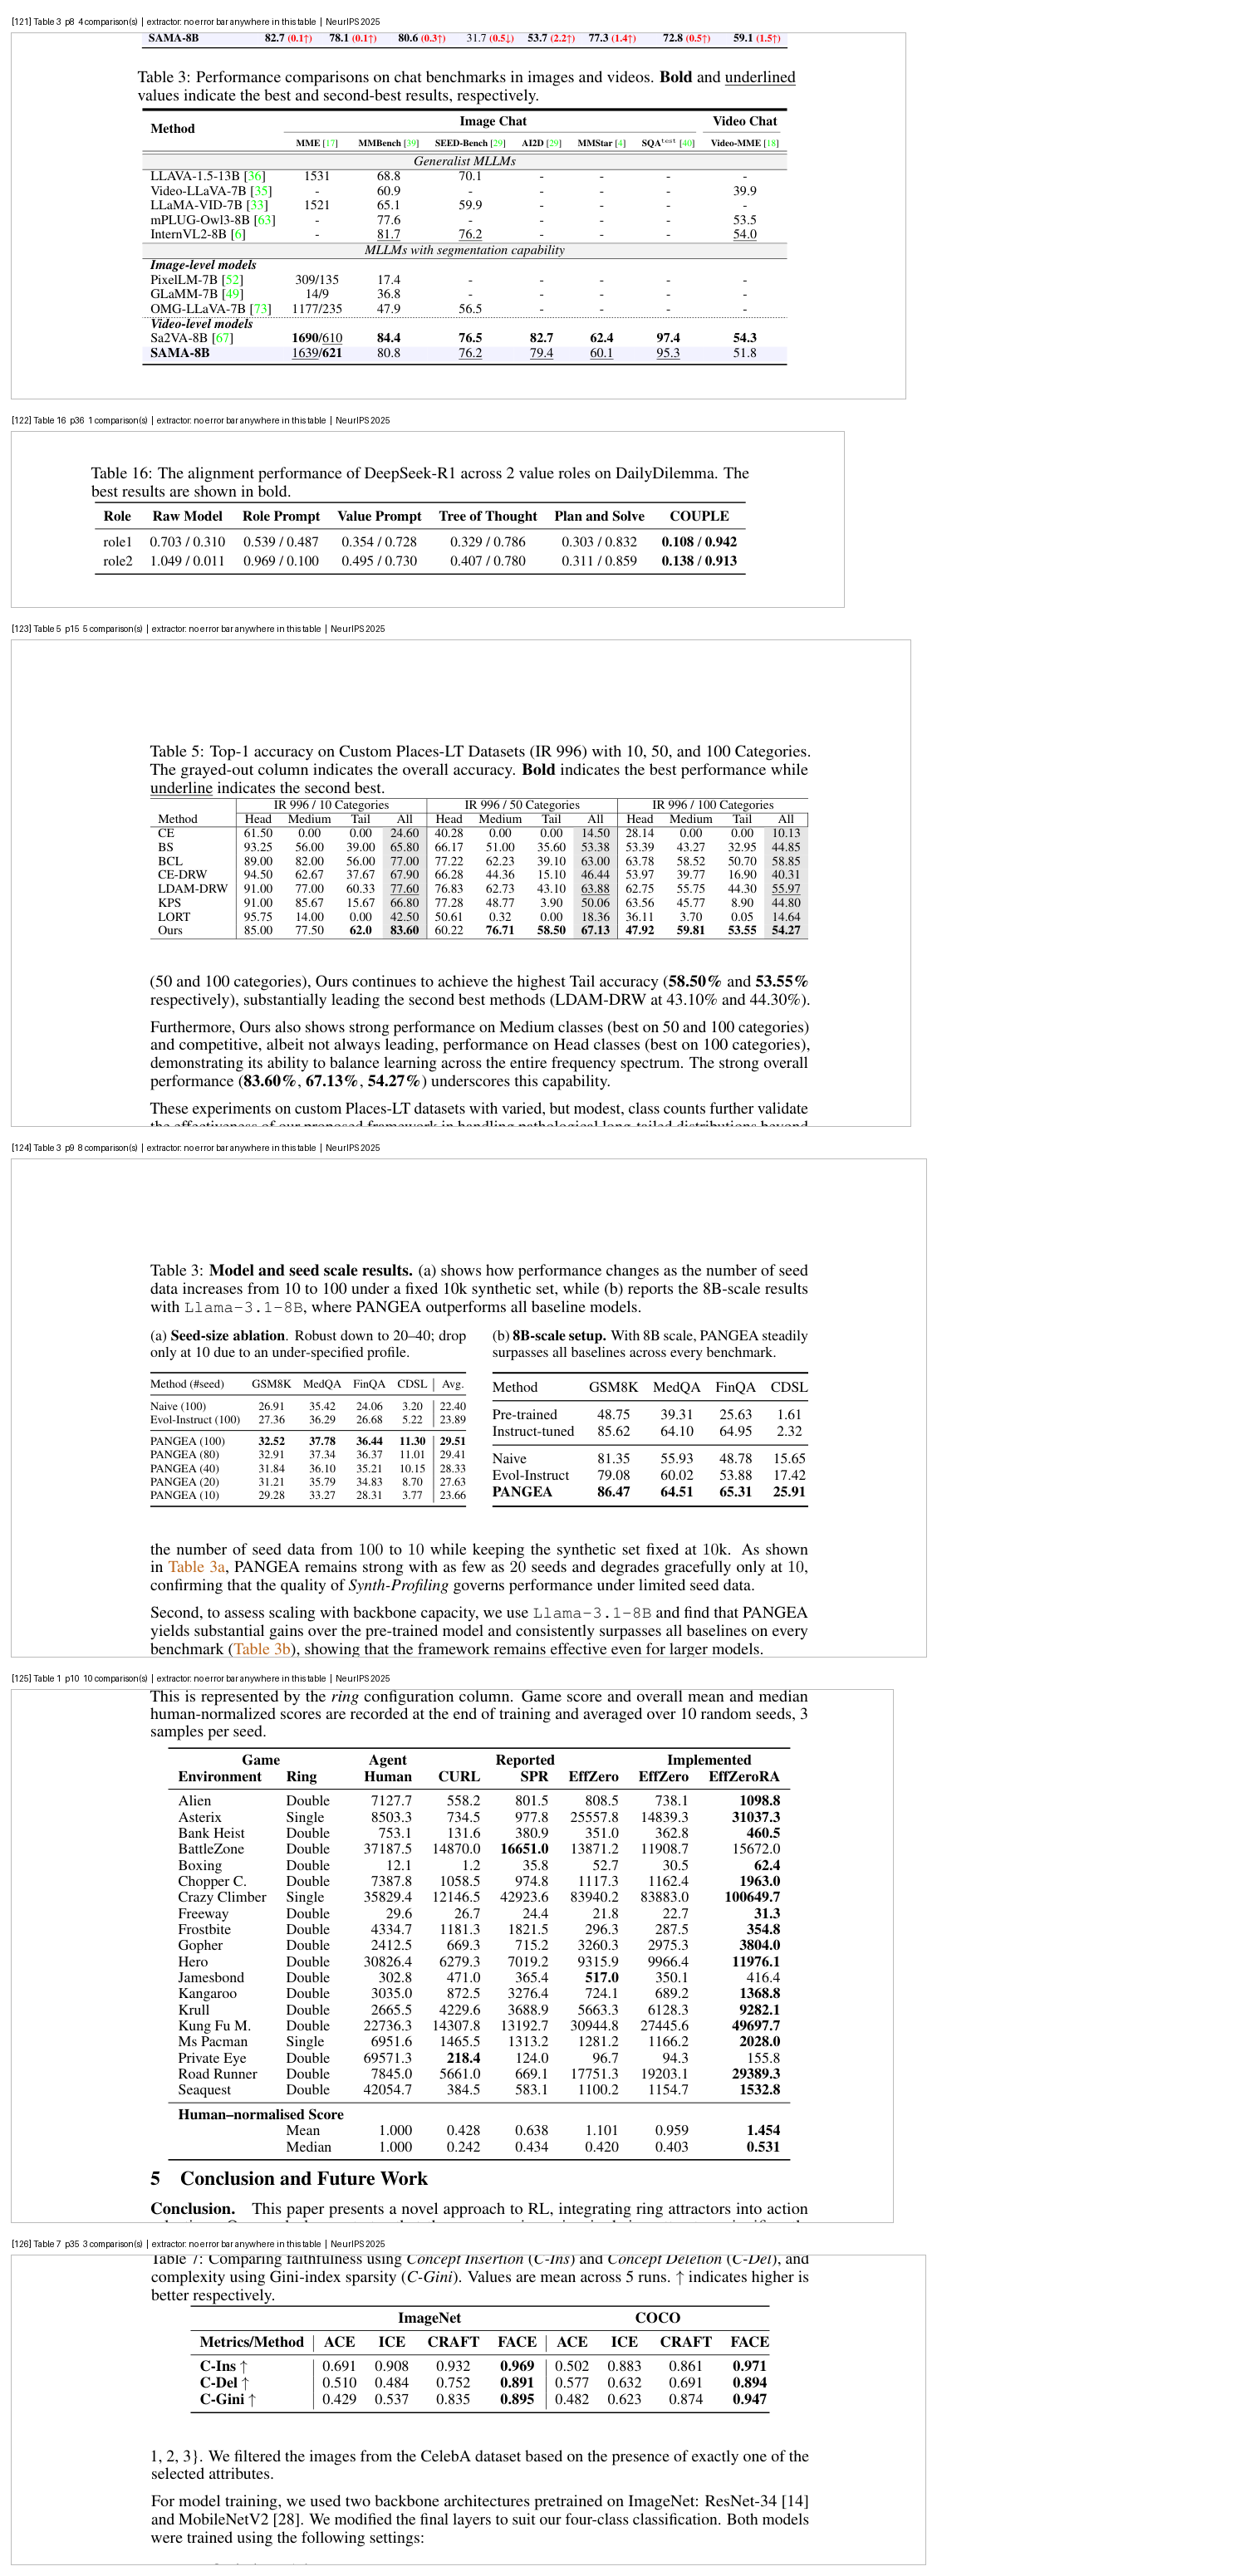 [121] Table 3 p8 4 comparison(s) | extractor: no error bar anywhere in this table | NeurIPS 2025
SAMA-8B 82.7 (0.1↑) 78.1 (0.1↑) 80.6 (0.3↑) 31.7 (0.5↓) 53.7 (2.2↑) 77.3 (1.4↑) 72.8 (0.5↑) 59.1 (1.5↑)
Table 3: Performance comparisons on chat benchmarks in images and videos. Bold and underlined
values indicate the best and second-best results, respectively.
Method Image Chat Video Chat
MME [17] MMBench [39] SEED-Bench [29] AI2D [29] MMStar [4] SQAtest [40] Video-MME [18]
Generalist MLLMs
LLAVA-1.5-13B [36] 1531 68.8 70.1 - - - -
Video-LLaVA-7B [35] - 60.9 - - - - 39.9
LLaMA-VID-7B [33] 1521 65.1 59.9 - - - -
mPLUG-Owl3-8B [63] - 77.6 - - - - 53.5
InternVL2-8B [6] - 81.7 76.2 - - - 54.0
MLLMs with segmentation capability
Image-level models
PixelLM-7B [52] 309/135 17.4 - - - - -
GLaMM-7B [49] 14/9 36.8 - - - - -
OMG-LLaVA-7B [73] 1177/235 47.9 56.5 - - - -
Video-level models
Sa2VA-8B [67] 1690/610 84.4 76.5 82.7 62.4 97.4 54.3
SAMA-8B 1639/621 80.8 76.2 79.4 60.1 95.3 51.8
[122] Table 16 p36 1 comparison(s) | extractor: no error bar anywhere in this table | NeurIPS 2025
Table 16: The alignment performance of DeepSeek-R1 across 2 value roles on DailyDilemma. The
best results are shown in bold.
Role Raw Model Role Prompt Value Prompt Tree of Thought Plan and Solve COUPLE
role1 0.703 / 0.310 0.539 / 0.487 0.354 / 0.728 0.329 / 0.786 0.303 / 0.832 0.108 / 0.942
role2 1.049 / 0.011 0.969 / 0.100 0.495 / 0.730 0.407 / 0.780 0.311 / 0.859 0.138 / 0.913
[123] Table 5 p15 5 comparison(s) | extractor: no error bar anywhere in this table | NeurIPS 2025
Table 5: Top-1 accuracy on Custom Places-LT Datasets (IR 996) with 10, 50, and 100 Categories.
The grayed-out column indicates the overall accuracy. Bold indicates the best performance while
underline indicates the second best.
IR 996 / 10 Categories IR 996 / 50 Categories IR 996 / 100 Categories
Method Head Medium Tail All Head Medium Tail All Head Medium Tail All
CE 61.50 0.00 0.00 24.60 40.28 0.00 0.00 14.50 28.14 0.00 0.00 10.13
BS 93.25 56.00 39.00 65.80 66.17 51.00 35.60 53.38 53.39 43.27 32.95 44.85
BCL 89.00 82.00 56.00 77.00 77.22 62.23 39.10 63.00 63.78 58.52 50.70 58.85
CE-DRW 94.50 62.67 37.67 67.90 66.28 44.36 15.10 46.44 53.97 39.77 16.90 40.31
LDAM-DRW 91.00 77.00 60.33 77.60 76.83 62.73 43.10 63.88 62.75 55.75 44.30 55.97
KPS 91.00 85.67 15.67 66.80 77.28 48.77 3.90 50.06 63.56 45.77 8.90 44.80
LORT 95.75 14.00 0.00 42.50 50.61 0.32 0.00 18.36 36.11 3.70 0.05 14.64
Ours 85.00 77.50 62.0 83.60 60.22 76.71 58.50 67.13 47.92 59.81 53.55 54.27
(50 and 100 categories), Ours continues to achieve the highest Tail accuracy (58.50% and 53.55%
respectively), substantially leading the second best methods (LDAM-DRW at 43.10% and 44.30%).
Furthermore, Ours also shows strong performance on Medium classes (best on 50 and 100 categories)
and competitive, albeit not always leading, performance on Head classes (best on 100 categories),
demonstrating its ability to balance learning across the entire frequency spectrum. The strong overall
performance (83.60%, 67.13%, 54.27%) underscores this capability.
These experiments on custom Places-LT datasets with varied, but modest, class counts further validate
the effectiveness of our proposed framework in handling pathological long-tailed distributions beyond
[124] Table 3 p9 8 comparison(s) | extractor: no error bar anywhere in this table | NeurIPS 2025
Table 3: Model and seed scale results. (a) shows how performance changes as the number of seed
data increases from 10 to 100 under a fixed 10k synthetic set, while (b) reports the 8B-scale results
with Llama-3.1-8B, where PANGEA outperforms all baseline models.
(a) Seed-size ablation. Robust down to 20–40; drop
only at 10 due to an under-specified profile.
Method (#seed) GSM8K MedQA FinQA CDSL Avg.
Naive (100) 26.91 35.42 24.06 3.20 22.40
Evol-Instruct (100) 27.36 36.29 26.68 5.22 23.89
PANGEA (100) 32.52 37.78 36.44 11.30 29.51
PANGEA (80) 32.91 37.34 36.37 11.01 29.41
PANGEA (40) 31.84 36.10 35.21 10.15 28.33
PANGEA (20) 31.21 35.79 34.83 8.70 27.63
PANGEA (10) 29.28 33.27 28.31 3.77 23.66
(b) 8B-scale setup. With 8B scale, PANGEA steadily
surpasses all baselines across every benchmark.
Method GSM8K MedQA FinQA CDSL
Pre-trained 48.75 39.31 25.63 1.61
Instruct-tuned 85.62 64.10 64.95 2.32
Naive 81.35 55.93 48.78 15.65
Evol-Instruct 79.08 60.02 53.88 17.42
PANGEA 86.47 64.51 65.31 25.91
the number of seed data from 100 to 10 while keeping the synthetic set fixed at 10k. As shown
in Table 3a, PANGEA remains strong with as few as 20 seeds and degrades gracefully only at 10,
confirming that the quality of Synth-Profiling governs performance under limited seed data.
Second, to assess scaling with backbone capacity, we use Llama-3.1-8B and find that PANGEA
yields substantial gains over the pre-trained model and consistently surpasses all baselines on every
benchmark (Table 3b), showing that the framework remains effective even for larger models.
[125] Table 1 p10 10 comparison(s) | extractor: no error bar anywhere in this table | NeurIPS 2025
This is represented by the ring configuration column. Game score and overall mean and median
human-normalized scores are recorded at the end of training and averaged over 10 random seeds, 3
samples per seed.
Game Agent Reported Implemented
Environment Ring Human CURL SPR EffZero EffZero EffZeroRA
Alien Double 7127.7 558.2 801.5 808.5 738.1 1098.8
Asterix Single 8503.3 734.5 977.8 25557.8 14839.3 31037.3
Bank Heist Double 753.1 131.6 380.9 351.0 362.8 460.5
BattleZone Double 37187.5 14870.0 16651.0 13871.2 11908.7 15672.0
Boxing Double 12.1 1.2 35.8 52.7 30.5 62.4
Chopper C. Double 7387.8 1058.5 974.8 1117.3 1162.4 1963.0
Crazy Climber Single 35829.4 12146.5 42923.6 83940.2 83883.0 100649.7
Freeway Double 29.6 26.7 24.4 21.8 22.7 31.3
Frostbite Double 4334.7 1181.3 1821.5 296.3 287.5 354.8
Gopher Double 2412.5 669.3 715.2 3260.3 2975.3 3804.0
Hero Double 30826.4 6279.3 7019.2 9315.9 9966.4 11976.1
Jamesbond Double 302.8 471.0 365.4 517.0 350.1 416.4
Kangaroo Double 3035.0 872.5 3276.4 724.1 689.2 1368.8
Krull Double 2665.5 4229.6 3688.9 5663.3 6128.3 9282.1
Kung Fu M. Double 22736.3 14307.8 13192.7 30944.8 27445.6 49697.7
Ms Pacman Single 6951.6 1465.5 1313.2 1281.2 1166.2 2028.0
Private Eye Double 69571.3 218.4 124.0 96.7 94.3 155.8
Road Runner Double 7845.0 5661.0 669.1 17751.3 19203.1 29389.3
Seaquest Double 42054.7 384.5 583.1 1100.2 1154.7 1532.8
Human–normalised Score
Mean 1.000 0.428 0.638 1.101 0.959 1.454
Median 1.000 0.242 0.434 0.420 0.403 0.531
5 Conclusion and Future Work
Conclusion. This paper presents a novel approach to RL, integrating ring attractors into action
[126] Table 7 p35 3 comparison(s) | extractor: no error bar anywhere in this table | NeurIPS 2025
Table 7: Comparing faithfulness using Concept Insertion (C-Ins) and Concept Deletion (C-Del), and
complexity using Gini-index sparsity (C-Gini). Values are mean across 5 runs. ↑ indicates higher is
better respectively.
ImageNet COCO
Metrics/Method ACE ICE CRAFT FACE ACE ICE CRAFT FACE
C-Ins ↑ 0.691 0.908 0.932 0.969 0.502 0.883 0.861 0.971
C-Del ↑ 0.510 0.484 0.752 0.891 0.577 0.632 0.691 0.894
C-Gini ↑ 0.429 0.537 0.835 0.895 0.482 0.623 0.874 0.947
1, 2, 3}. We filtered the images from the CelebA dataset based on the presence of exactly one of the
selected attributes.
For model training, we used two backbone architectures pretrained on ImageNet: ResNet-34 [14]
and MobileNetV2 [28]. We modified the final layers to suit our four-class classification. Both models
were trained using the following settings: